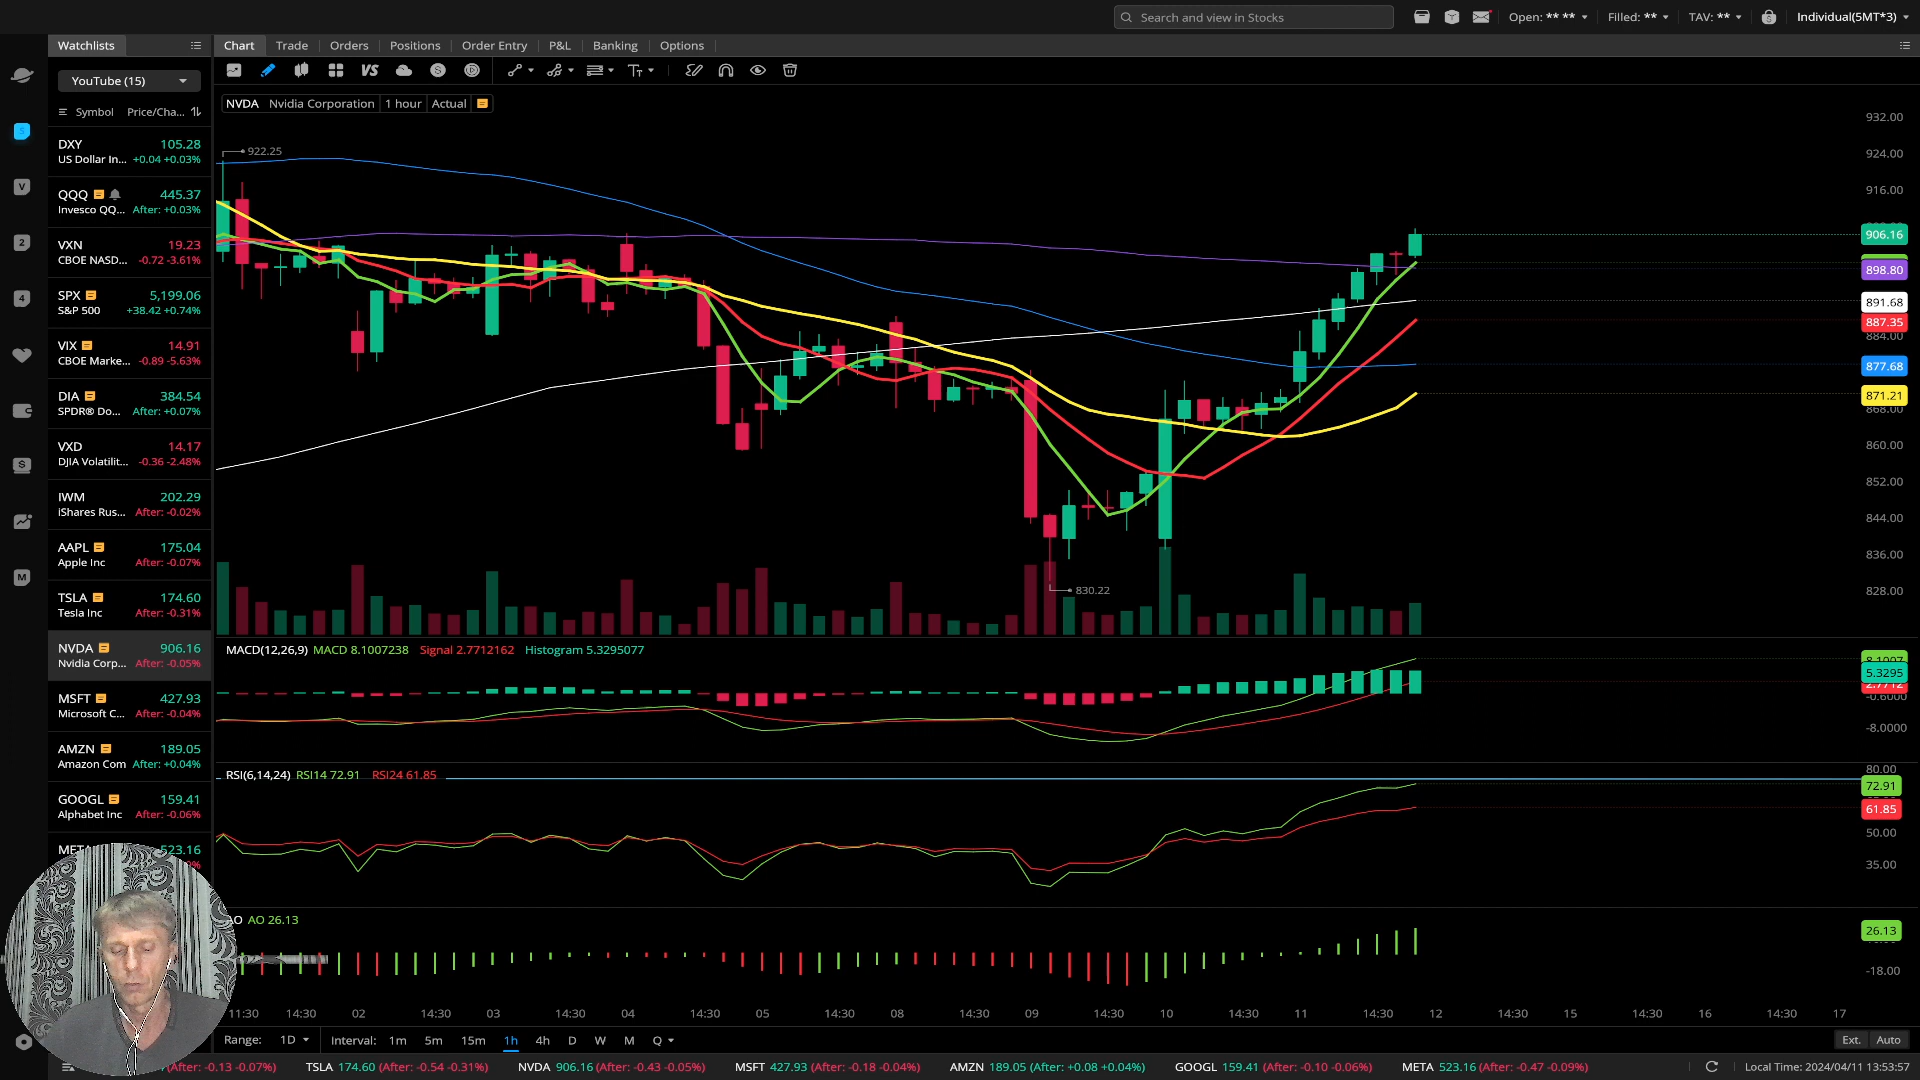 Search and view in Stocks
Open: ** **
Filled: **
TAV: **
Individual(5MT*3)
Watchlists
Chart
Trade
Orders
Positions
Order Entry
P&L
Banking
Options
YouTube (15)
VS
Symbol Price/Cha...
NVDA Nvidia Corporation 1 hour Actual
DXY 105.28
US Dollar In... +0.04 +0.03%
QQQ 445.37
Invesco QQ... After: +0.03%
VXN 19.23
CBOE NASD... -0.72 -3.61%
SPX 5,199.06
S&P 500 +38.42 +0.74%
VIX 14.91
CBOE Marke... -0.89 -5.63%
DIA 384.54
SPDR® Do... After: +0.07%
VXD 14.17
DJIA Volatilit... -0.36 -2.48%
IWM 202.29
iShares Rus... After: -0.02%
AAPL 175.04
Apple Inc After: -0.07%
TSLA 174.60
Tesla Inc After: -0.31%
NVDA 906.16
Nvidia Corp... After: -0.05%
MSFT 427.93
Microsoft C... After: -0.04%
AMZN 189.05
Amazon Com After: +0.04%
GOOGL 159.41
Alphabet Inc After: -0.06%
523.16
922.25
830.22
932.00
924.00
916.00
906.16
898.80
891.68
887.35
884.00
877.68
871.21
868.00
860.00
852.00
844.00
836.00
828.00
MACD(12,26,9) MACD 8.1007238 Signal 2.7712162 Histogram 5.3295077
5.3295
-8.0000
RSI(6,14,24) RSI14 72.91 RSI24 61.85
80.00
72.91
61.85
50.00
35.00
AO 26.13
26.13
-18.00
11:30 02 14:30 03 14:30 04 14:30 05 14:30 08 14:30 09 14:30 10 14:30 11 14:30 12 14:30 15 14:30 16 14:30 17
Range: 1D Interval: 1m 5m 15m 1h 4h D W M Q Ext. Auto
(After: -0.13 -0.07%) TSLA 174.60 (After: -0.54 -0.31%) NVDA 906.16 (After: -0.43 -0.05%) MSFT 427.93 (After: -0.18 -0.04%) AMZN 189.05 (After: +0.08 +0.04%) GOOGL 159.41 (After: -0.10 -0.06%) META 523.16 (After: -0.47 -0.09%) Local Time: 2024/04/11 13:53:57